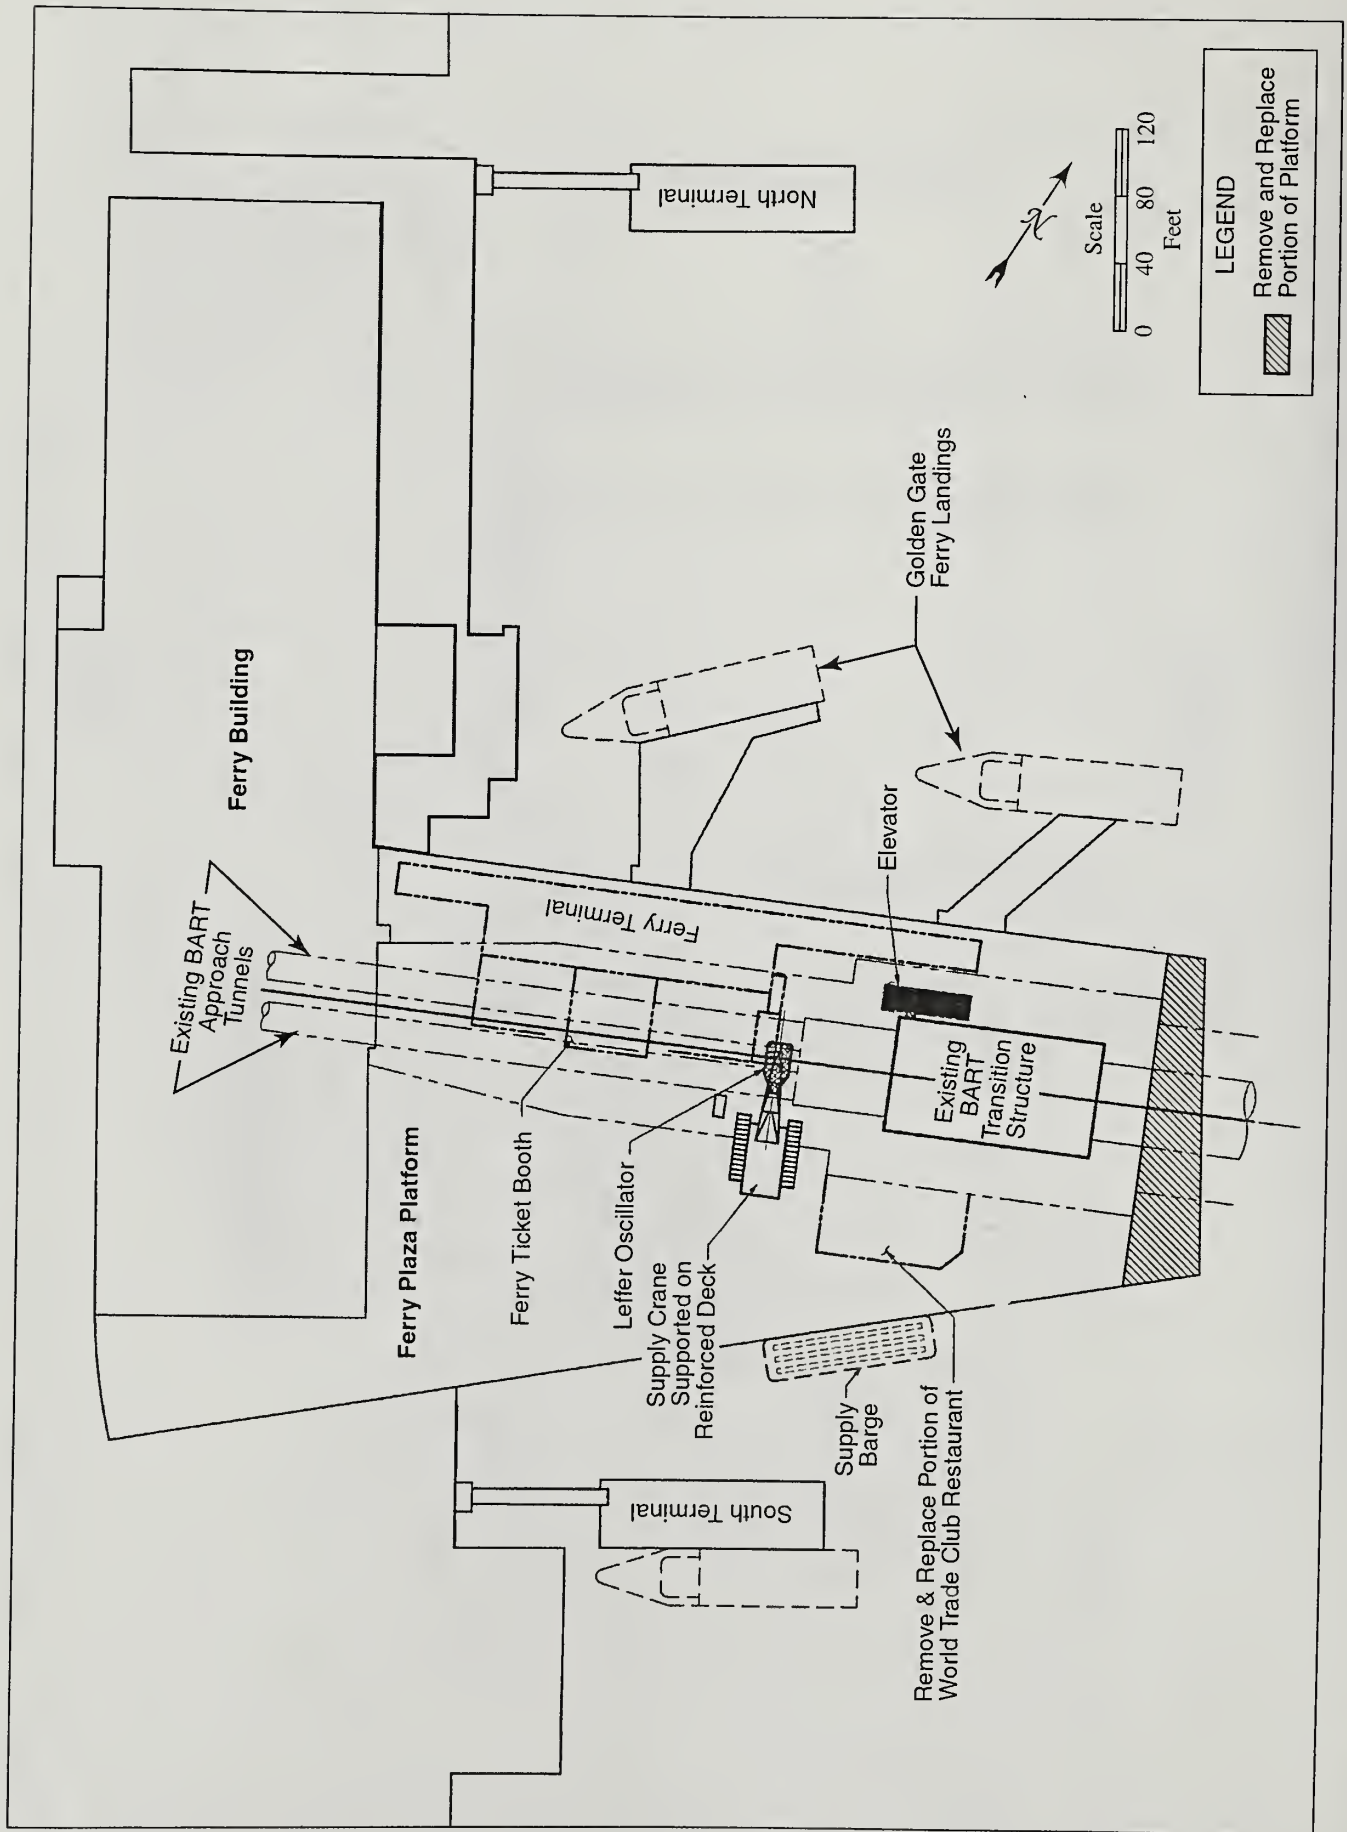 Existing BART
Approach
Tunnels
Ferry Building
Ferry Plaza Platform
North Terminal
Ferry Terminal
Ferry Ticket Booth
Leffer Oscillator
Supply Crane
Supported on
Reinforced Deck
Elevator
Existing
BART
Transition
Structure
Golden Gate
Ferry Landings
South Terminal
Supply
Barge
Remove & Replace Portion of
World Trade Club Restaurant
N
Scale
0 40 80 120
Feet
LEGEND
Remove and Replace
Portion of Platform